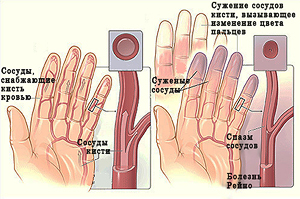 Сосуды,
снабжающие
кисть
кровью
Сосуды
кисти
Сужение сосудов
кисти, вызывающее
изменение цвета
пальцев
Суженые
сосуды
Спазм
сосудов
Болезнь
Рейно